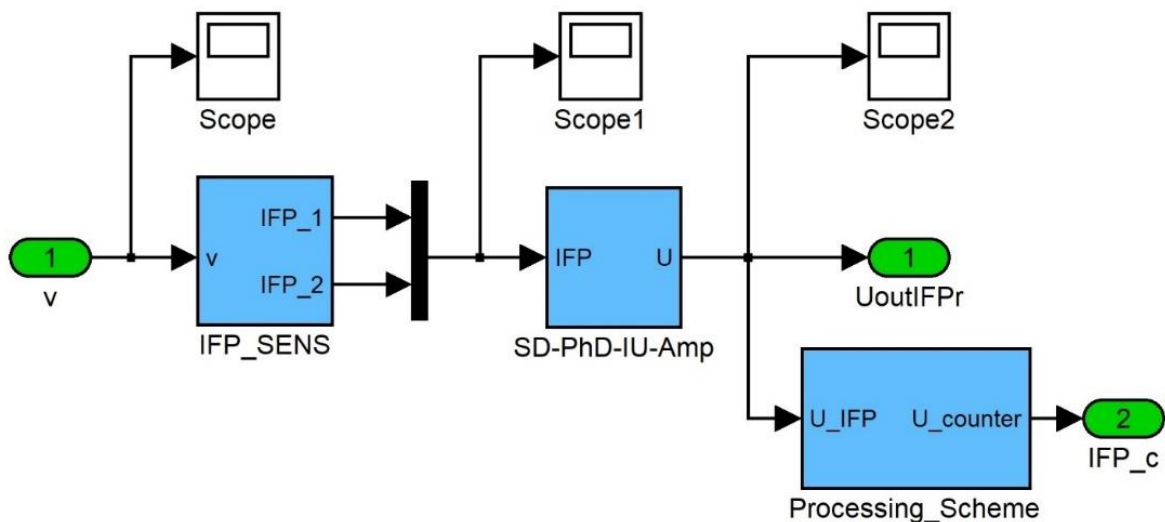 Scope
Scope1
Scope2
1
v
v
IFP_1
IFP_2
IFP_SENS
IFP
U
SD-PhD-IU-Amp
1
UoutIFPr
U_IFP
U_counter
Processing_Scheme
2
IFP_c